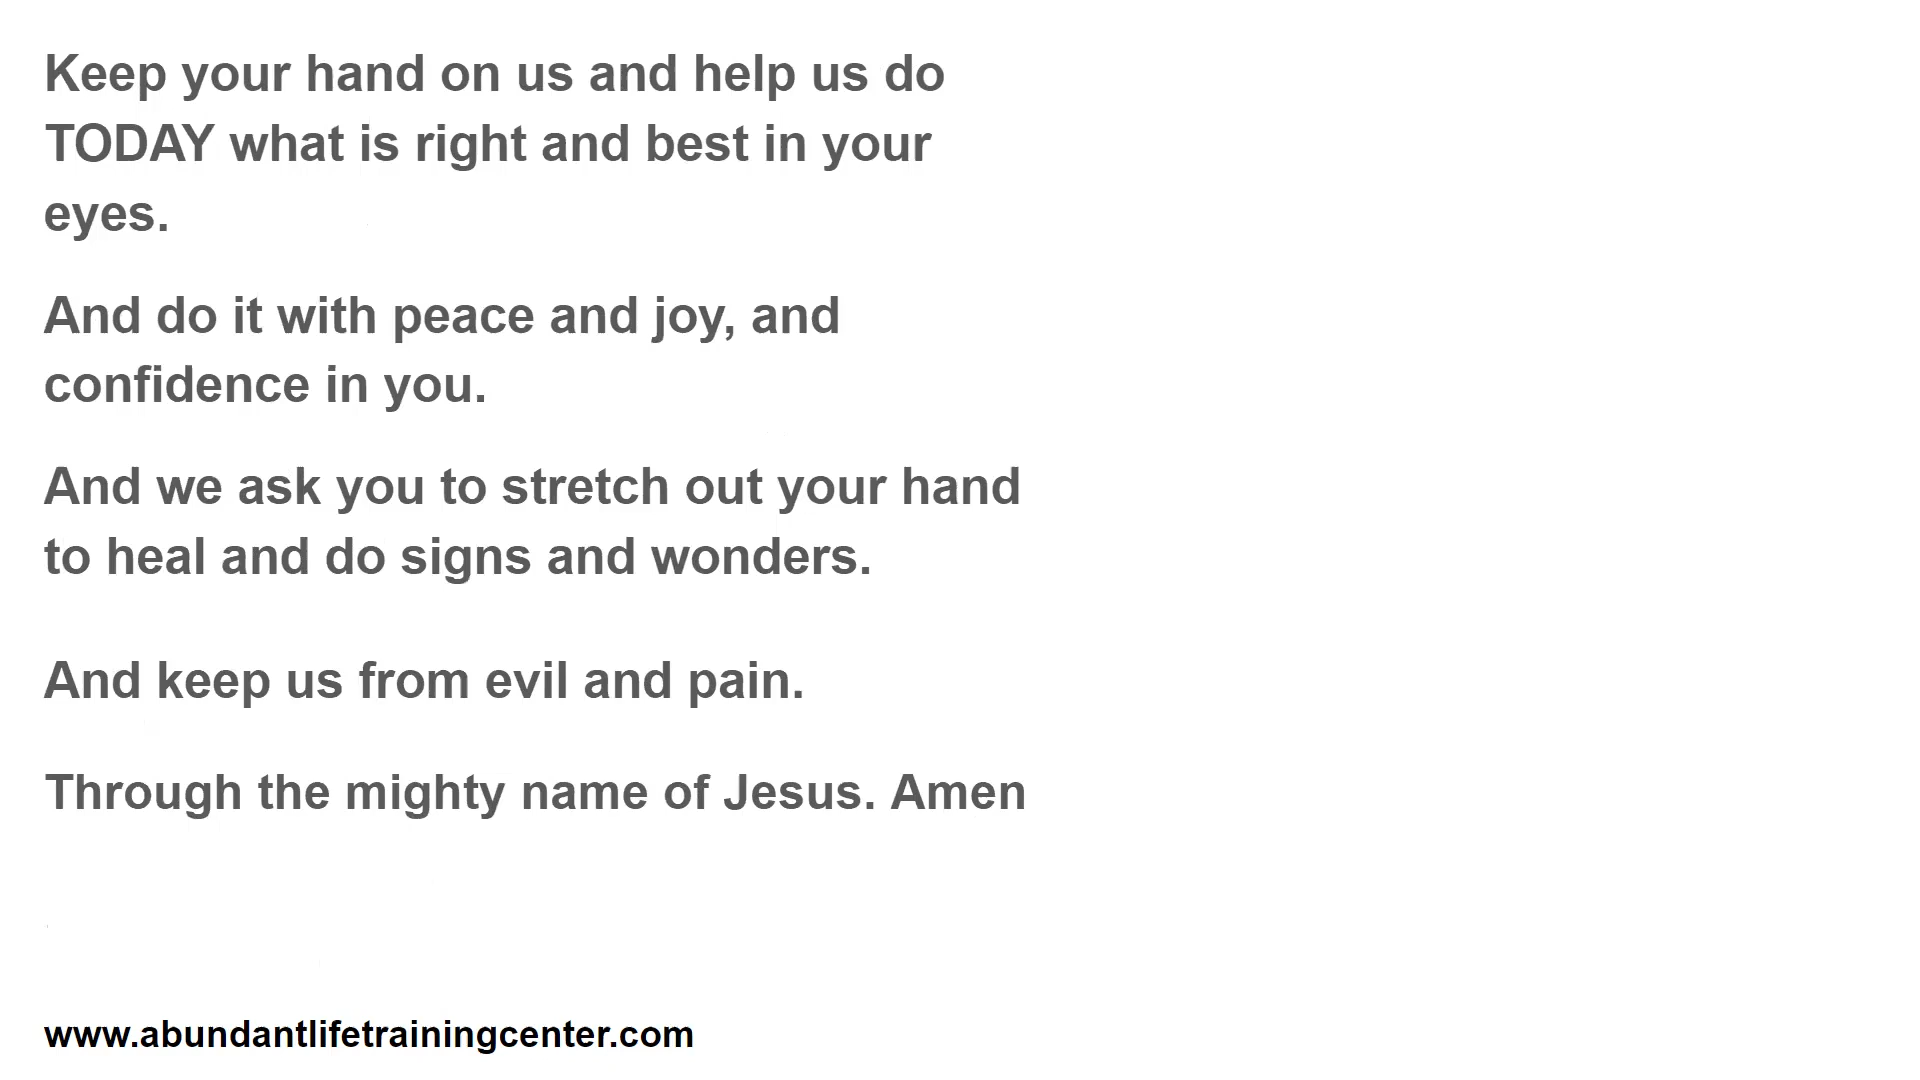 Keep your hand on us and help us do
TODAY what is right and best in your
eyes.
And do it with peace and joy, and
confidence in you.
And we ask you to stretch out your hand
to heal and do signs and wonders.
And keep us from evil and pain.
Through the mighty name of Jesus. Amen
www.abundantlifetrainingcenter.com